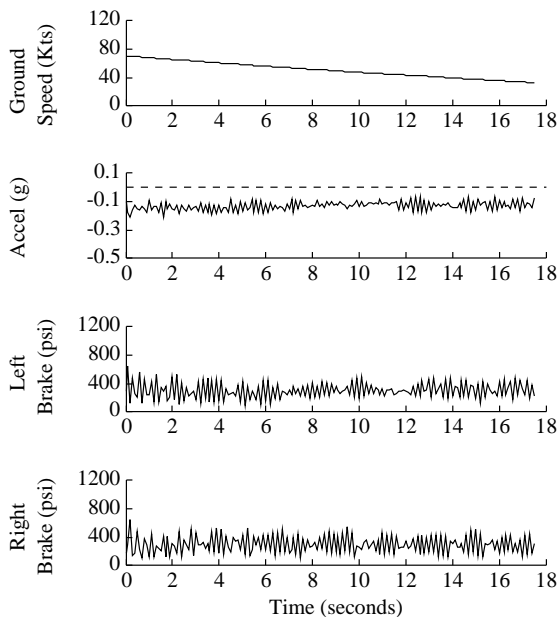 Ground
Speed (Kts)
120
80
40
0
0 2 4 6 8 10 12 14 16 18
Accel (g)
0.1
-0.1
-0.3
-0.5
0 2 4 6 8 10 12 14 16 18
Left
Brake (psi)
1200
800
400
0
0 2 4 6 8 10 12 14 16 18
Right
Brake (psi)
1200
800
400
0
0 2 4 6 8 10 12 14 16 18
Time (seconds)